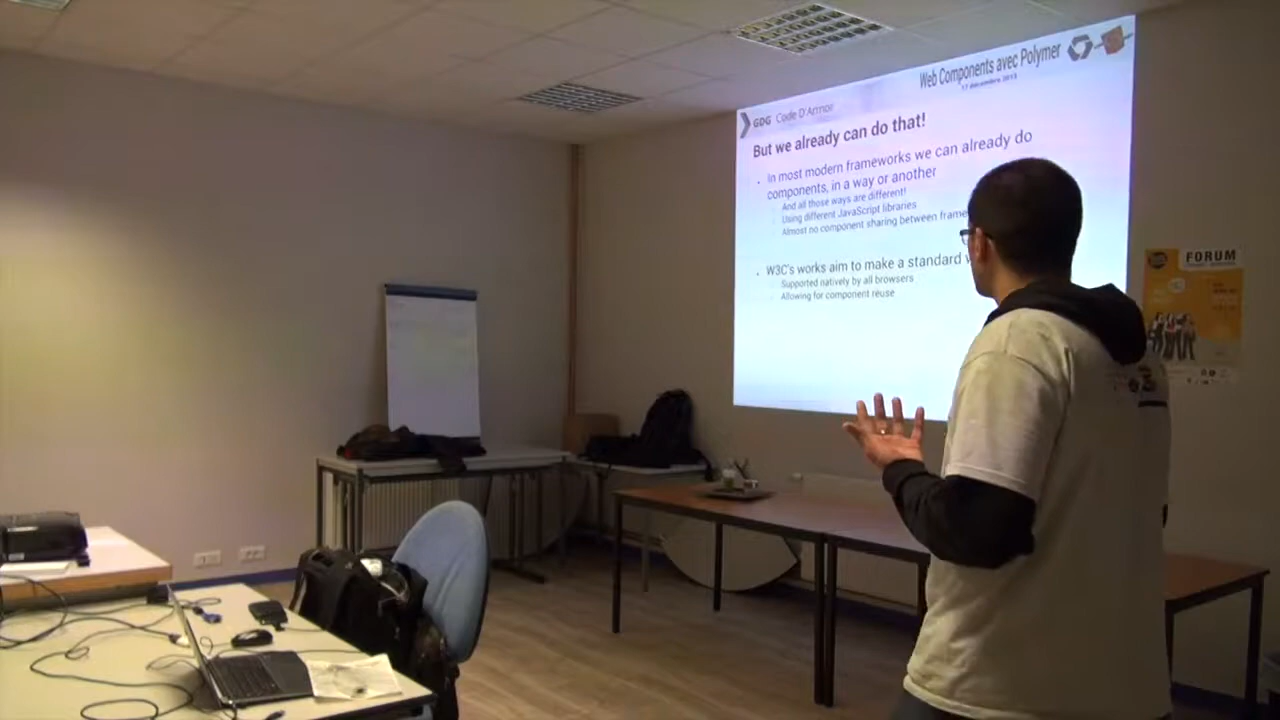 Web Components avec Polymer
17 décembre 2013
GDG Code D'Armor
But we already can do that!
In most modern frameworks we can already do
components, in a way or another
And all those ways are different!
Using different JavaScript libraries
Almost no component sharing between
W3C's works aim to make a standard
Supported natively by all browsers
Allowing for component reuse
FORUM